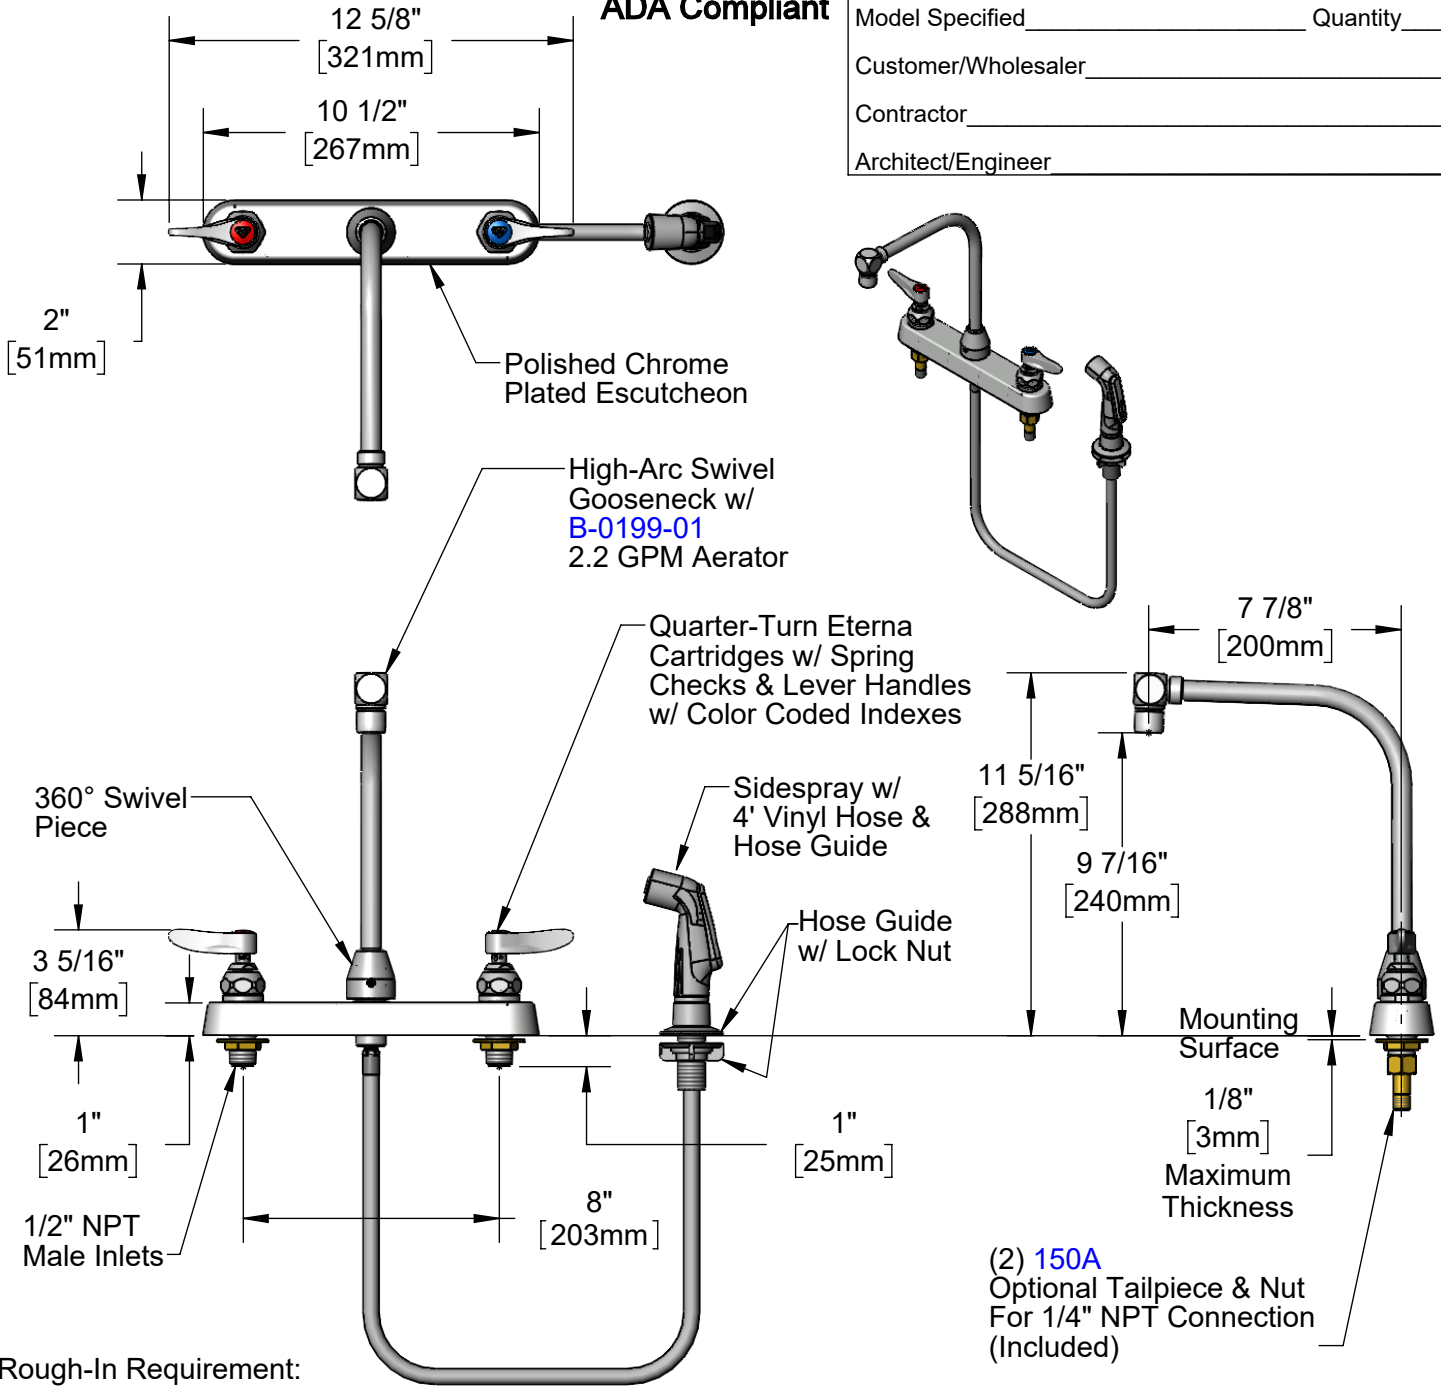 ADA Compliant
Model Specified Quantity
Customer/Wholesaler
Contractor
Architect/Engineer
12 5/8"
[321mm]
10 1/2"
[267mm]
2"
[51mm]
Polished Chrome
Plated Escutcheon
High-Arc Swivel
Gooseneck w/
B-0199-01
2.2 GPM Aerator
Quarter-Turn Eterna
Cartridges w/ Spring
Checks & Lever Handles
w/ Color Coded Indexes
7 7/8"
[200mm]
360° Swivel
Piece
Sidespray w/
4' Vinyl Hose &
Hose Guide
11 5/16"
[288mm]
9 7/16"
[240mm]
Hose Guide
w/ Lock Nut
3 5/16"
[84mm]
Mounting
Surface
1"
[26mm]
1"
[25mm]
1/8"
[3mm]
Maximum
Thickness
8"
[203mm]
1/2" NPT
Male Inlets
(2) 150A
Optional Tailpiece & Nut
For 1/4" NPT Connection
(Included)
Rough-In Requirement: